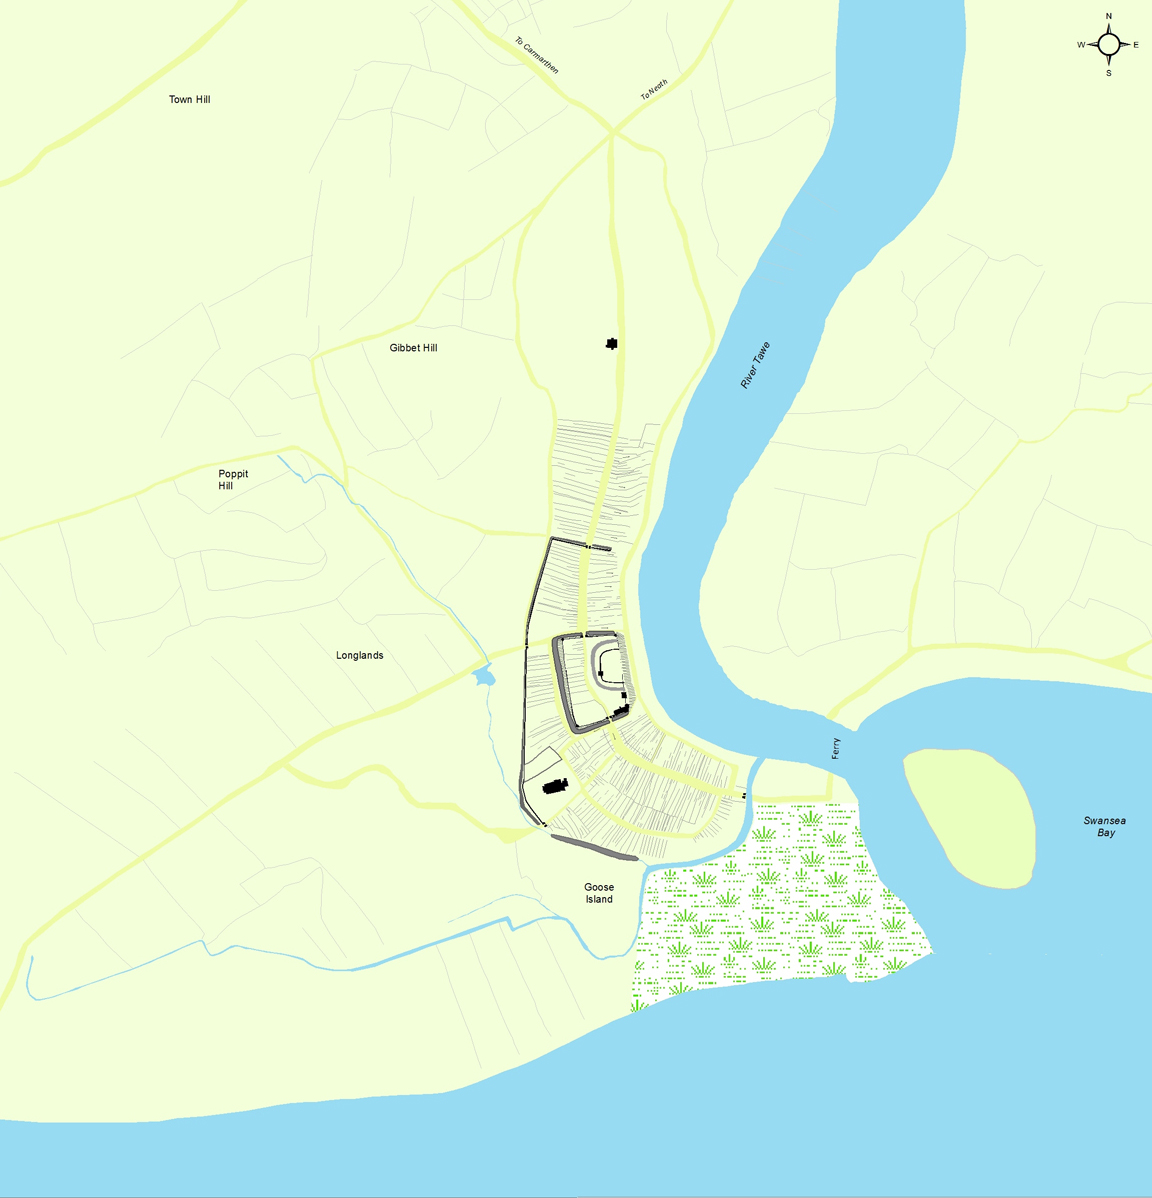 N
W E
S
To Carmarthen
To Neath
Town Hill
River Tawe
Gibbet Hill
Poppit
Hill
Longlands
Ferry
Swansea
Bay
Goose
Island